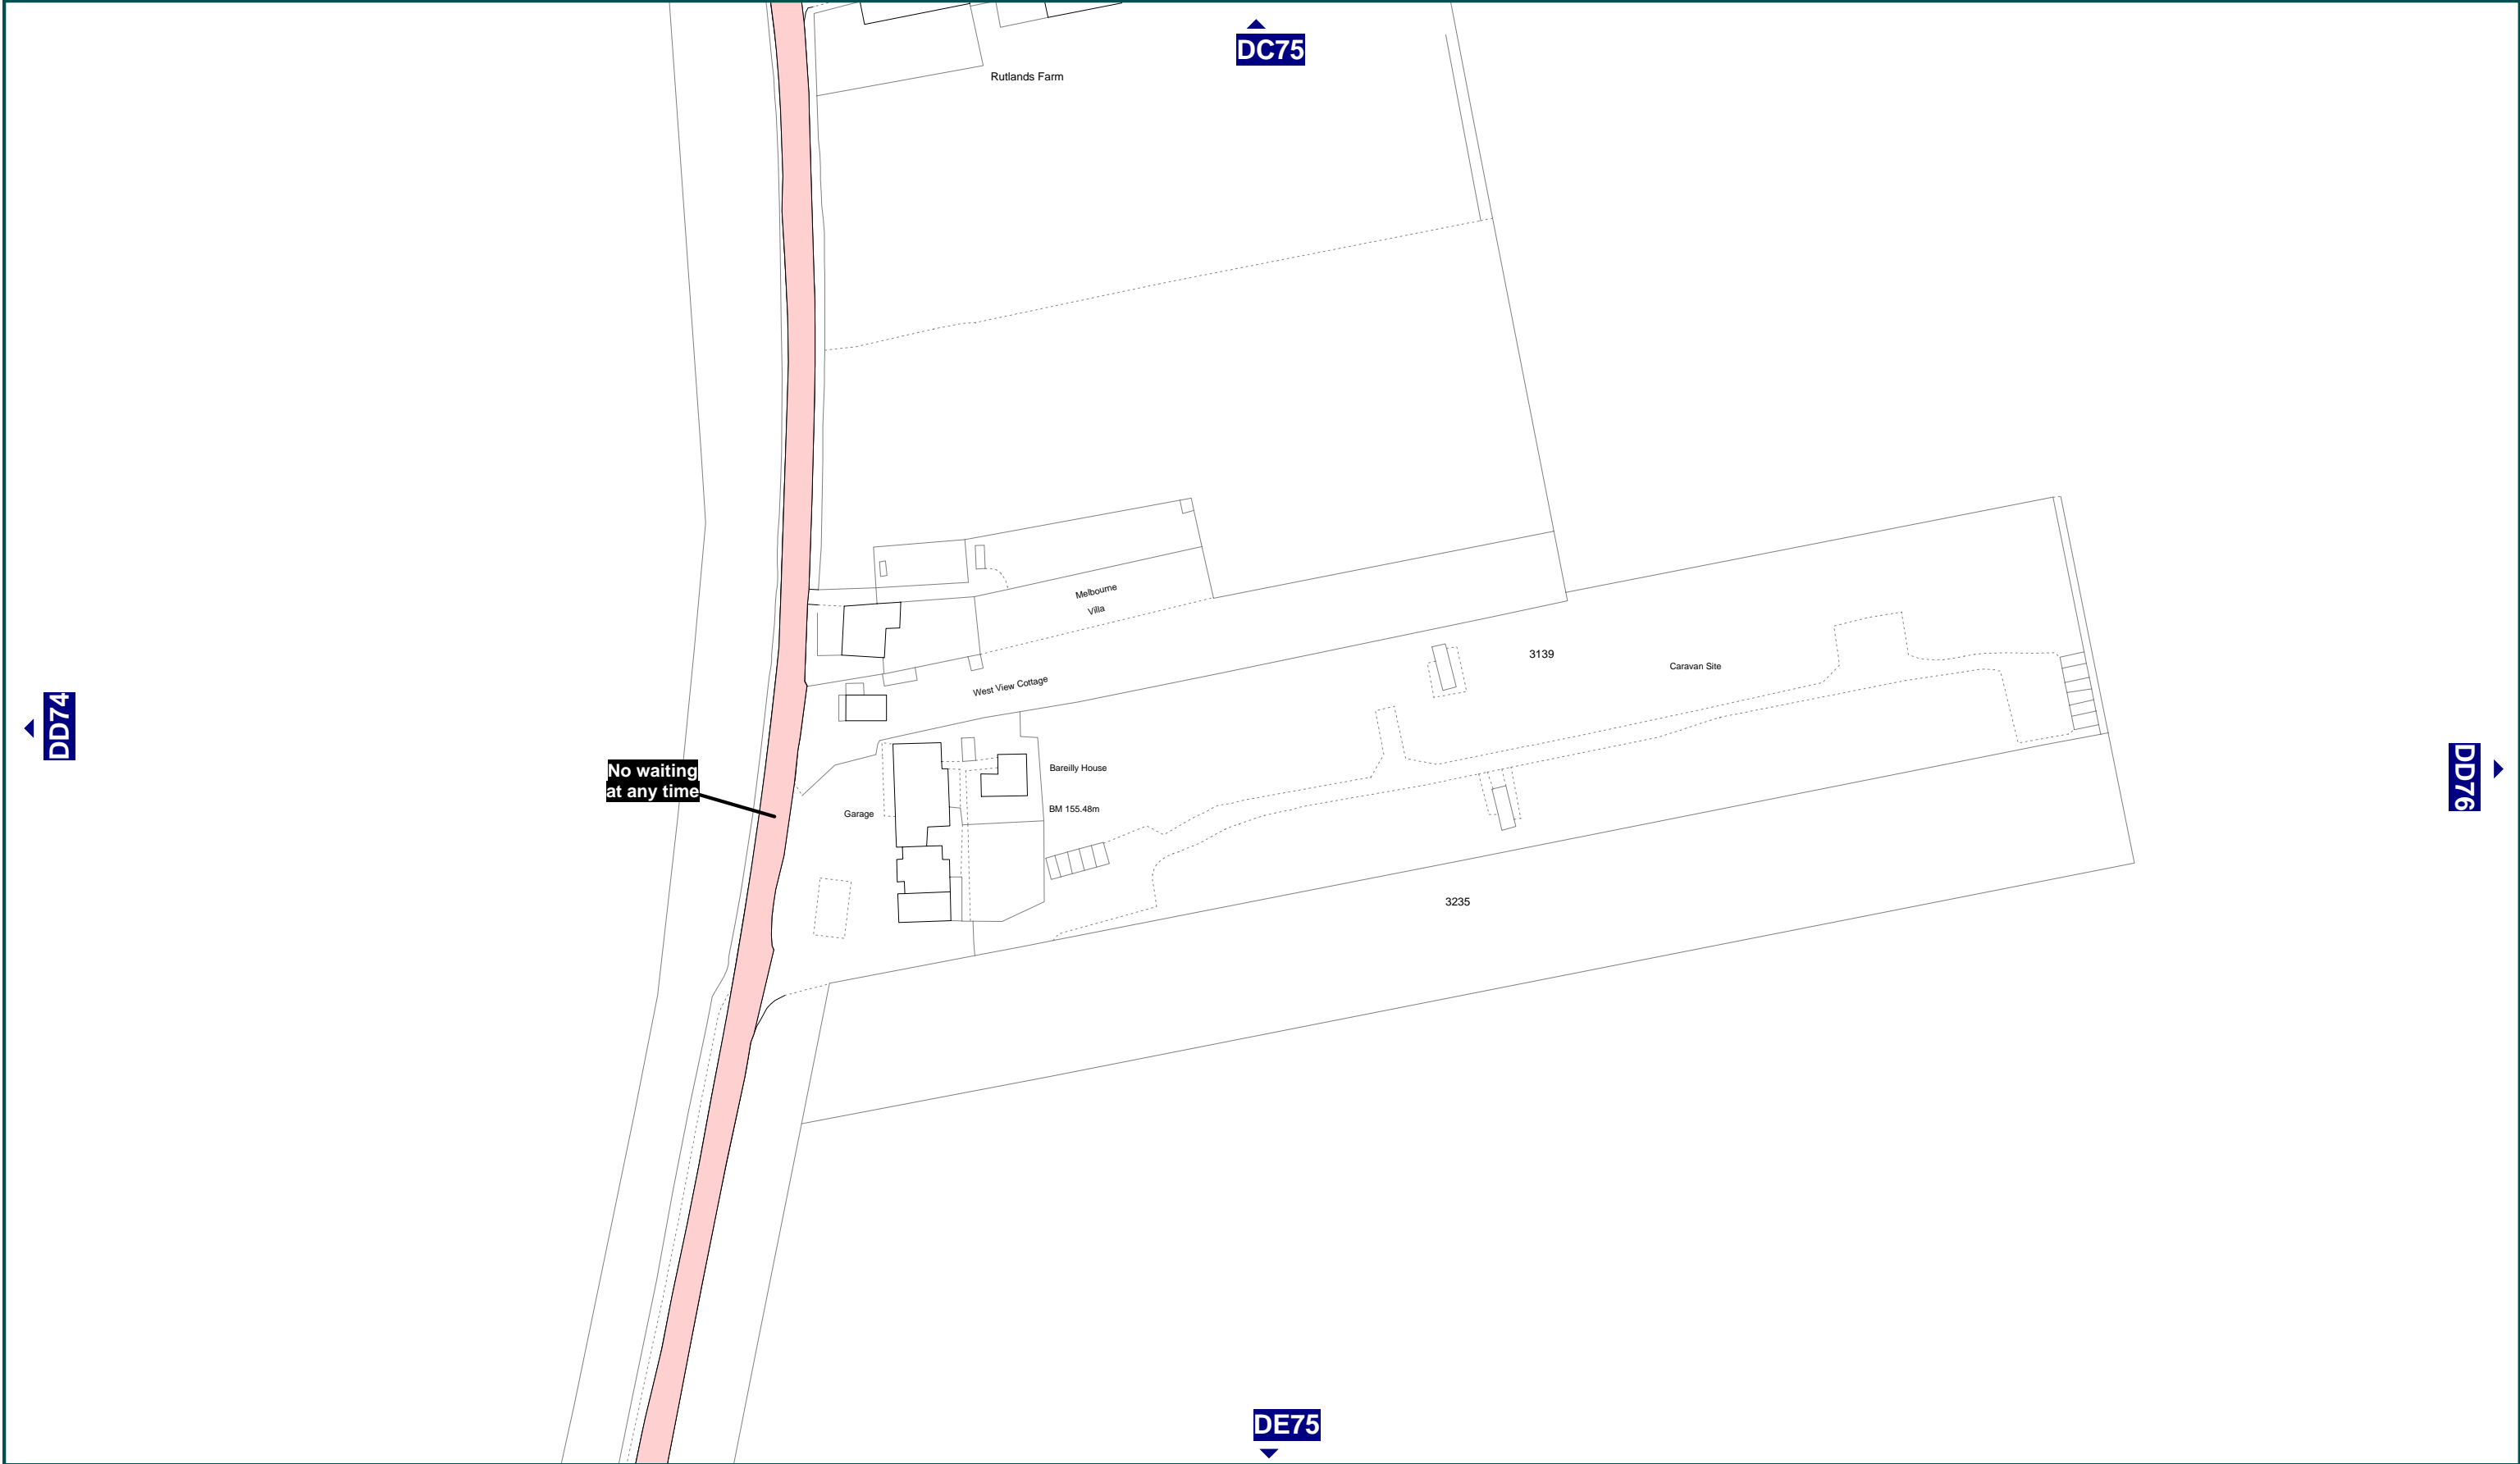 DC75
Rutlands Farm
Melbourne
Villa
3139
Caravan Site
West View Cottage
DD74
DD76
No waiting
at any time
Bareilly House
BM 155.48m
Garage
3235
DE75